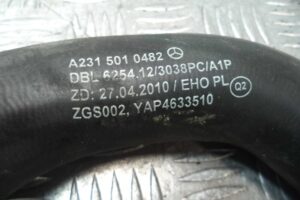 A231 501 0482
DBL 6254.12/3038PC/A1P
ZD: 27.04.2010 / EHO PL Q2
ZGS002, YAP4633510